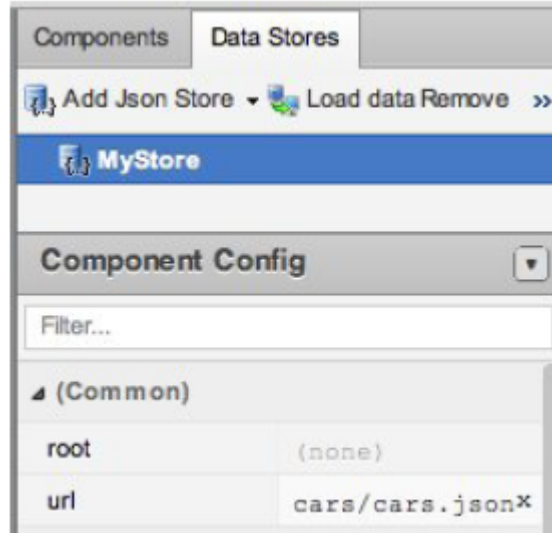 Components Data Stores
Add Json Store Load data Remove »
{..} MyStore
Component Config
Filter...
(Common)
root (none)
url cars/cars.json x